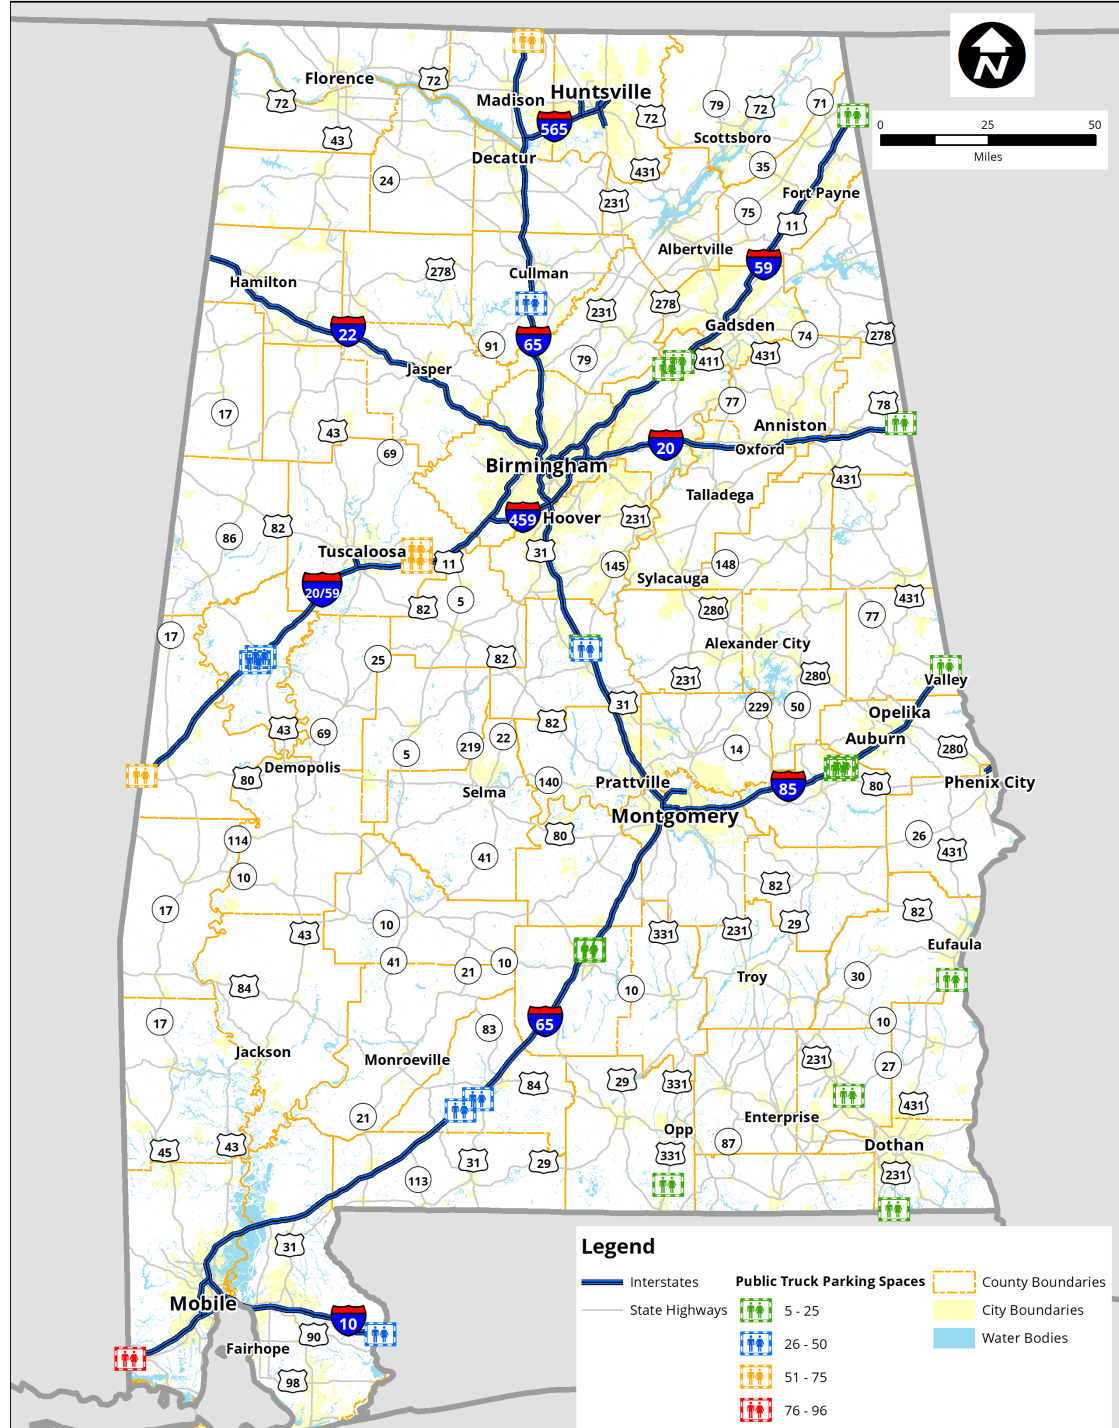 N
0 25 50
Miles
Florence
72
Madison
Huntsville
72
79
72
71
72
43
565
Scottsboro
Decatur
24
431
35
Fort Payne
231
75
11
Albertville
59
278
Cullman
Hamilton
231
278
22
65
91
79
Gadsden
74
278
411
431
Jasper
17
77
78
43
Anniston
69
20
Oxford
Birmingham
431
Talladega
459
Hoover
231
82
86
Tuscaloosa
31
11
145
148
Sylacauga
20/59
82
5
280
431
77
17
Alexander City
25
82
231
280
Valley
31
229
50
Opelika
82
43
69
22
219
5
14
Auburn
280
Demopolis
80
140
Prattville
85
80
Phenix City
Selma
Montgomery
114
80
26
431
41
10
82
17
82
10
43
331
231
29
Eufaula
41
21
10
Troy
30
84
10
17
65
10
83
Jackson
Monroeville
231
27
84
29
331
21
Enterprise
431
Opp
87
Dothan
45
43
331
31
29
231
113
31
Mobile
10
90
Fairhope
98
Legend
Interstates
State Highways
Public Truck Parking Spaces
5 - 25
26 - 50
51 - 75
76 - 96
County Boundaries
City Boundaries
Water Bodies